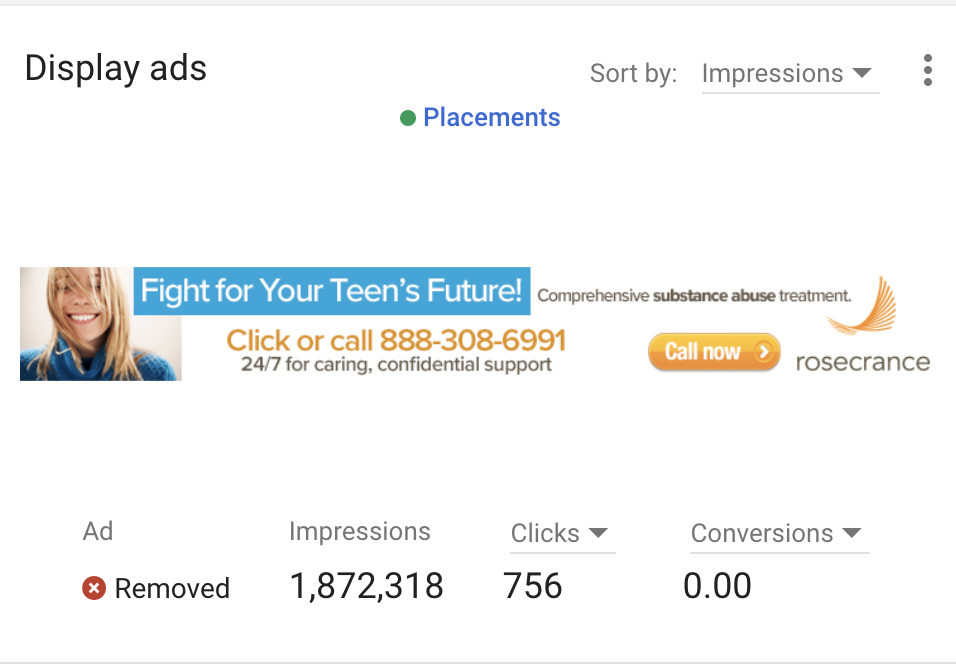 Display ads
Sort by: Impressions
Placements
Fight for Your Teen's Future!
Comprehensive substance abuse treatment.
Click or call 888-308-6991
24/7 for caring, confidential support
Call now
rosecrance
Ad Impressions Clicks Conversions
Removed 1,872,318 756 0.00